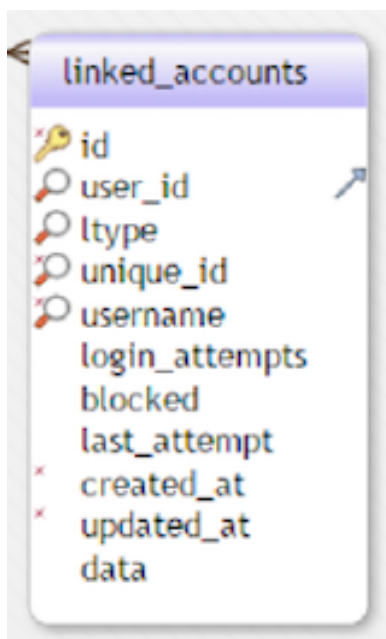 linked_accounts
id
user_id
ltype
unique_id
username
login_attempts
blocked
last_attempt
created_at
updated_at
data